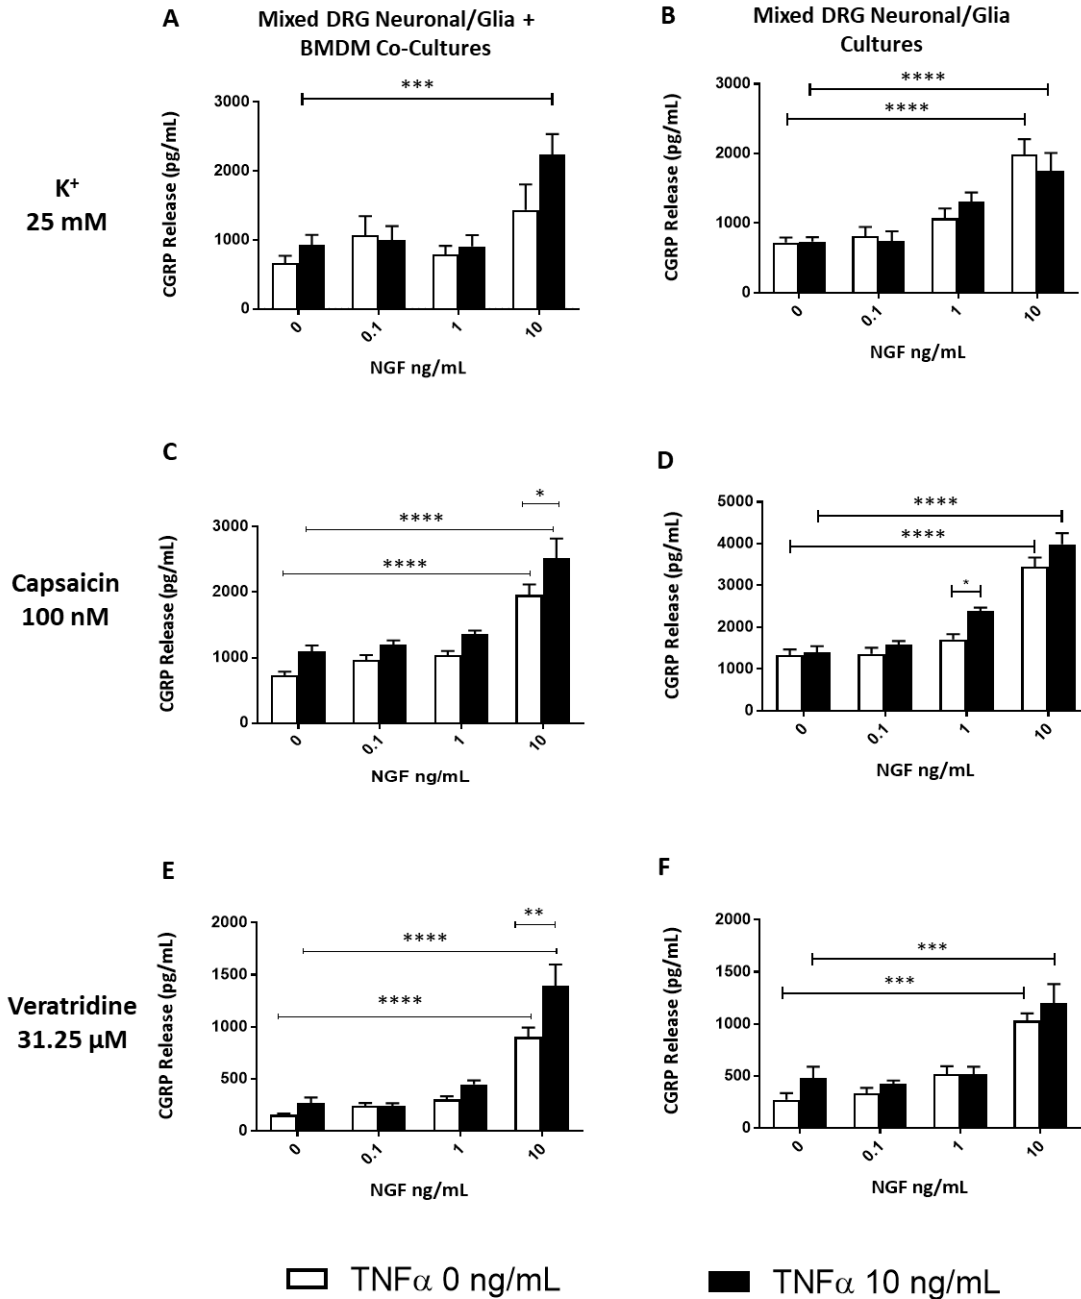 A
Mixed DRG Neuronal/Glia +
BMDM Co-Cultures
B
Mixed DRG Neuronal/Glia
Cultures
K+
25 mM
CGRP Release (pg/mL)
3000
2000
1000
0
***
0
0.1
1
10
NGF ng/mL
CGRP Release (pg/mL)
3000
2000
1000
0
****
****
0
0.1
1
10
NGF ng/mL
Capsaicin
100 nM
C
CGRP Release (pg/mL)
3000
2000
1000
0
*
****
****
0
0.1
1
10
NGF ng/mL
D
CGRP Release (pg/mL)
5000
4000
3000
2000
1000
0
****
****
*
0
0.1
1
10
NGF ng/mL
Veratridine
31.25 µM
E
CGRP Release (pg/mL)
2000
1500
1000
500
0
**
****
****
0
0.1
1
10
NGF ng/mL
F
CGRP Release (pg/mL)
2000
1500
1000
500
0
***
***
0
0.1
1
10
NGF ng/mL
TNFα 0 ng/mL
TNFα 10 ng/mL